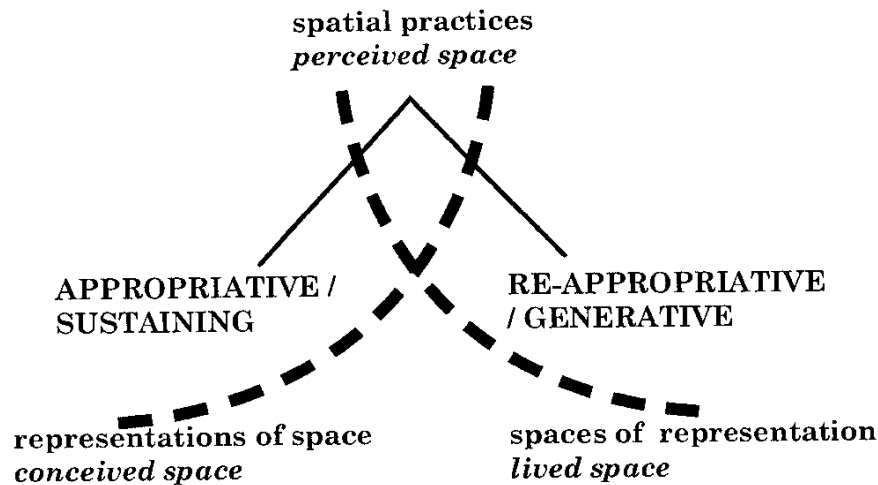 spatial practices
perceived space
APPROPRIATIVE /
SUSTAINING
RE-APPROPRIATIVE
/ GENERATIVE
representations of space
conceived space
spaces of representation
lived space